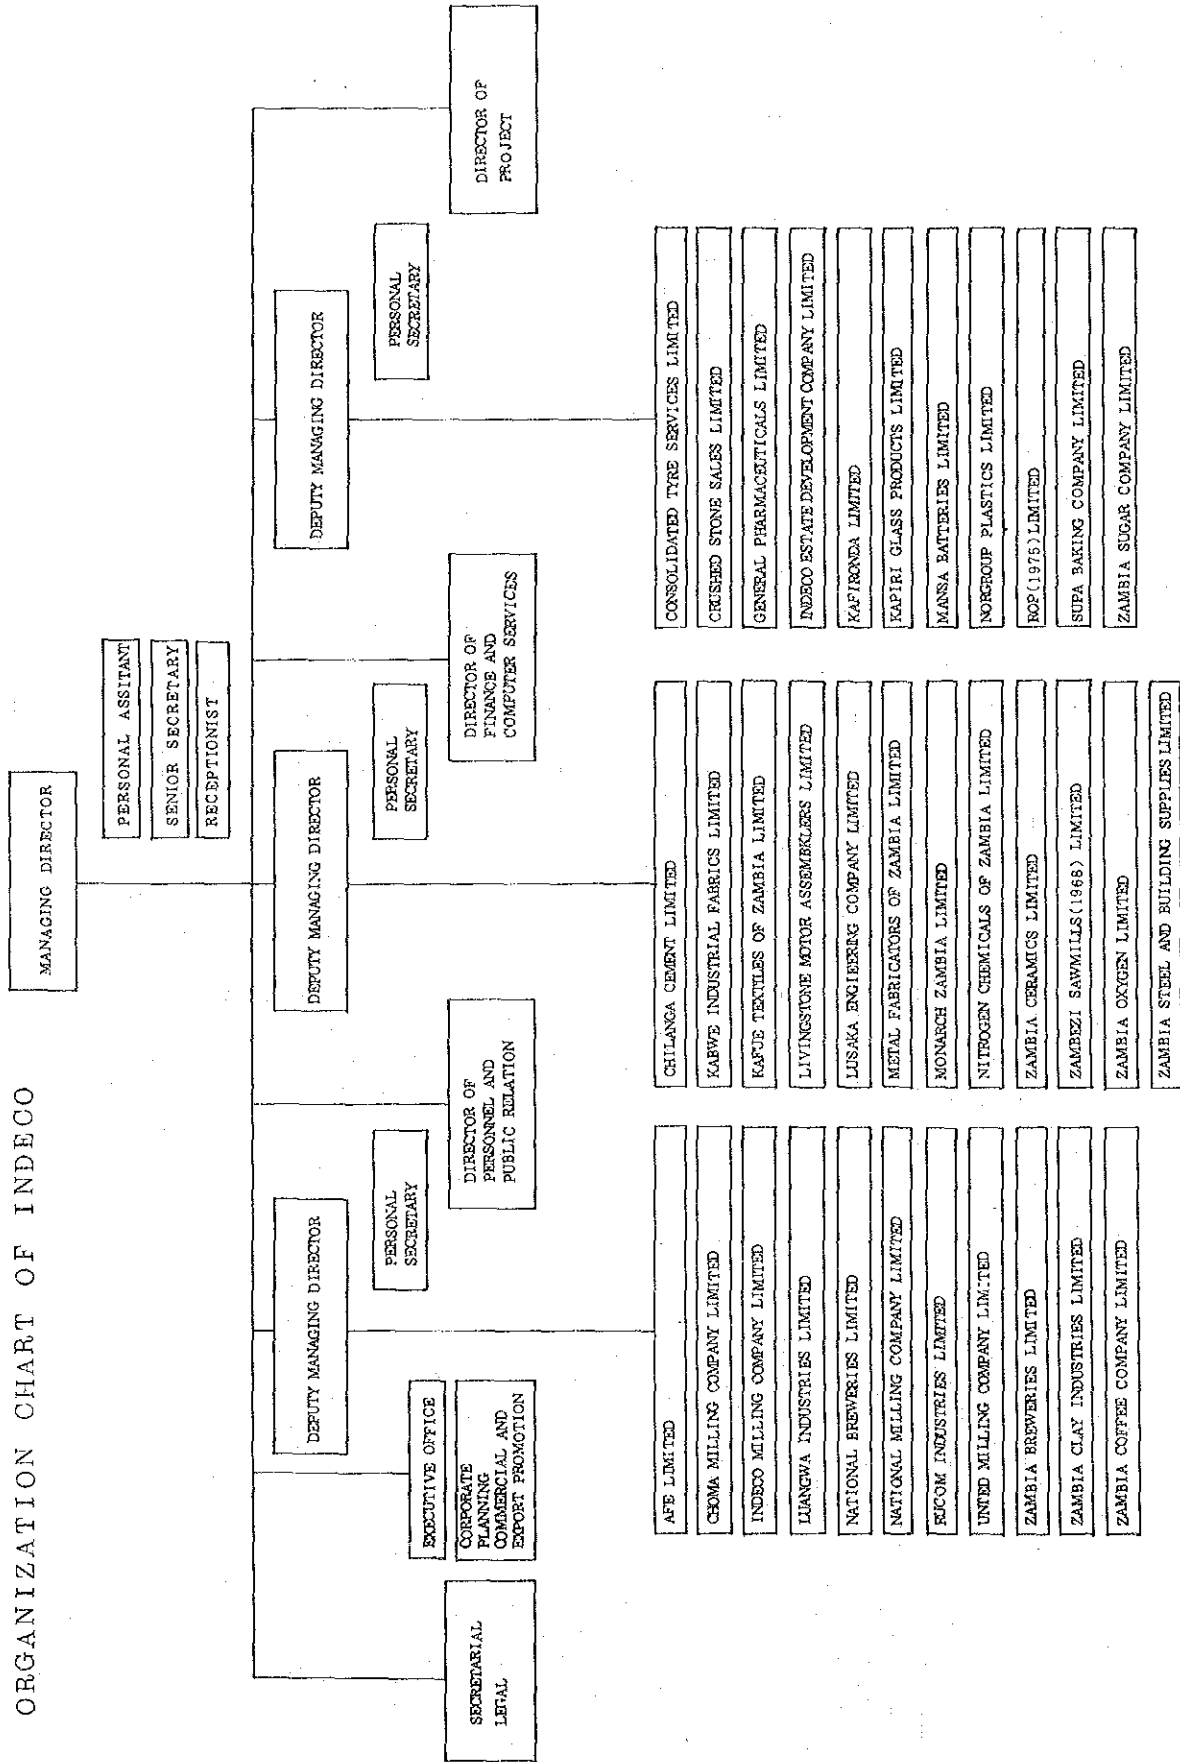 ORGANIZATION CHART OF INDECO
MANAGING DIRECTOR
PERSONAL ASSITANT
SENIOR SECRETARY
RECEPTIONIST
DEPUTY MANAGING DIRECTOR
DEPUTY MANAGING DIRECTOR
DEPUTY MANAGING DIRECTOR
PERSONAL
SECRETARY
PERSONAL
SECRETARY
PERSONAL
SECRETARY
EXECUTIVE OFFICE
CORPORATE
PLANNING
COMMERCIAL AND
EXPORT PROMOTION
SECRETARIAL
LEGAL
DIRECTOR OF
PERSONNEL AND
PUBLIC RELATION
DIRECTOR OF
FINANCE AND
COMPUTER SERVICES
DIRECTOR OF
PROJECT
AFE LIMITED
CHOMA MILLING COMPANY LIMITED
INDECO MILLING COMPANY LIMITED
LUANGWA INDUSTRIES LIMITED
NATIONAL BREWERIES LIMITED
NATIONAL MILLING COMPANY LIMITED
RUCOM INDUSTRIES LIMITED
UNTED MILLING COMPANY LIMITED
ZAMBIA BREWERIES LIMITED
ZAMBIA CLAY INDUSTRIES LIMITED
ZAMBIA COFFEE COMPANY LIMITED
CHILANGA CEMENT LIMITED
KABWE INDUSTRIAL FABRICS LIMITED
KAFUE TEXTILES OF ZAMBIA LIMITED
LIVINGSTONE MOTOR ASSEMBKLERS LIMITED
LUSAKA ENGIEERING COMPANY LIMITED
METAL FABRICATORS OF ZAMBIA LIMITED
MONARCH ZAMBIA LIMITED
NITROGEN CHEMICALS OF ZAMBIA LIMITED
ZAMBIA CERAMICS LIMITED
ZAMBEZI SAWMILLS(1968) LIMITED
ZAMBIA OXYGEN LIMITED
ZAMBIA STEEL AND BUILDING SUPPLIES LIMITED
CONSOLIDATED TYRE SERVICES LIMITED
CRUSHED STONE SALES LIMITED
GENERAL PHARMACEUTICALS LIMITED
INDECO ESTATE DEVELOPMENT COMPANY LIMITED
KAFIRONDA LIMITED
KAPIRI GLASS PRODUCTS LIMITED
MANSA BATTERIES LIMITED
NORGROUP PLASTICS LIMITED
ROP(1975)LIMITED
SUPA BAKING COMPANY LIMITED
ZAMBIA SUGAR COMPANY LIMITED